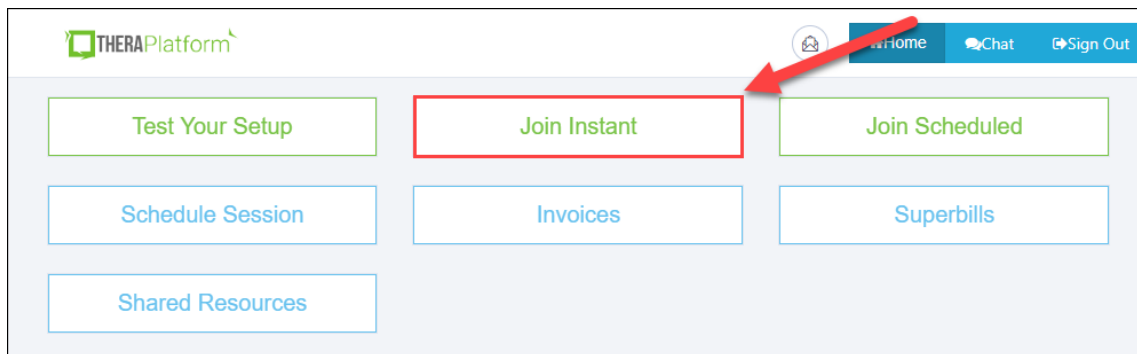 THERAPlatform
Home Chat Sign Out
Test Your Setup Join Instant Join Scheduled
Schedule Session Invoices Superbills
Shared Resources